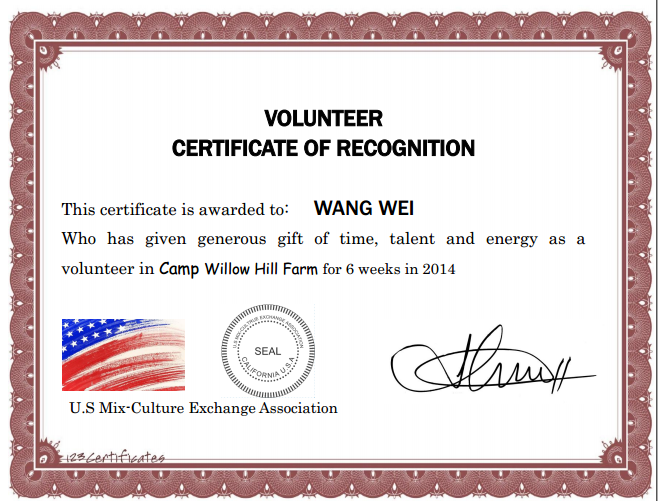 VOLUNTEER
CERTIFICATE OF RECOGNITION
This certificate is awarded to: WANG WEI
Who has given generous gift of time, talent and energy as a
volunteer in Camp Willow Hill Farm for 6 weeks in 2014
SEAL
CALIFORNIA U.S.A
U.S Mix-Culture Exchange Association
123Certificates